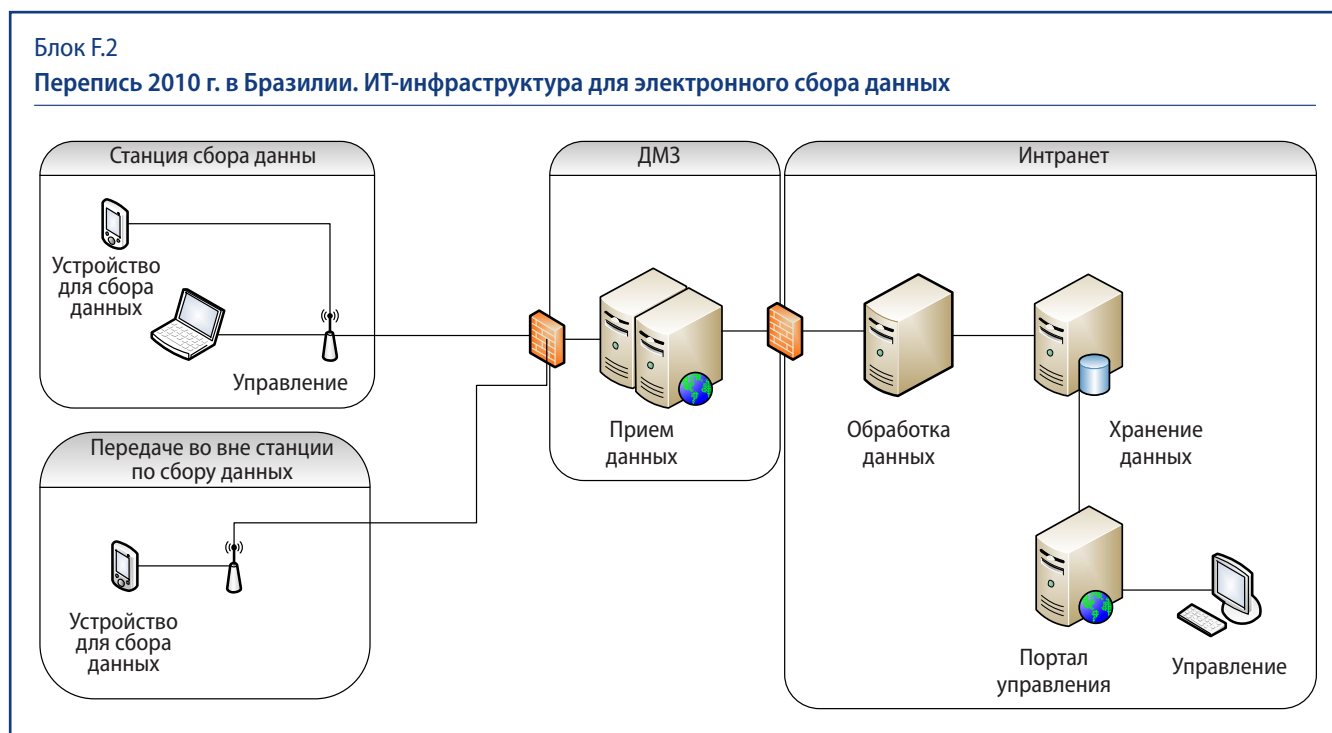 Блок F.2
Перепись 2010 г. в Бразилии. ИТ-инфраструктура для электронного сбора данных
Станция сбора данны
Устройство
для сбора
данных
Управление
Передаче во вне станции
по сбору данных
Устройство
для сбора
данных
ДМЗ
Прием
данных
Интранет
Обработка
данных
Хранение
данных
Портал
управления
Управление